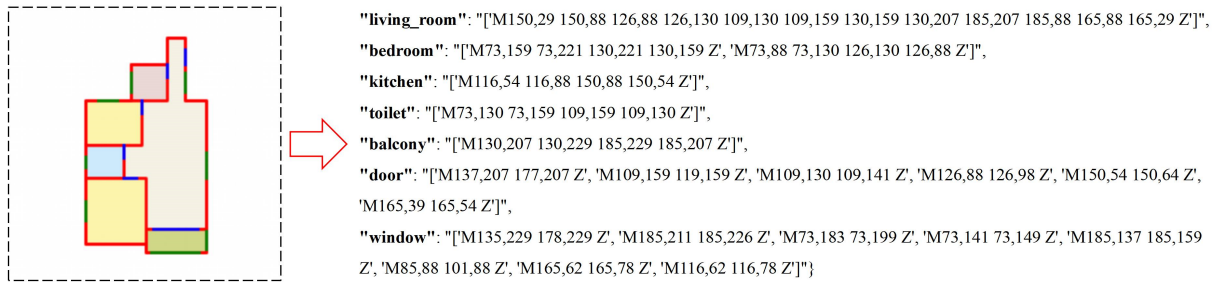 "living_room": "['M150,29 150,88 126,88 126,130 109,130 109,159 130,159 130,207 185,207 185,88 165,88 165,29 Z']",
"bedroom": "['M73,159 73,221 130,221 130,159 Z', 'M73,88 73,130 126,130 126,88 Z']",
"kitchen": "['M116,54 116,88 150,88 150,54 Z']",
"toilet": "['M73,130 73,159 109,159 109,130 Z']",
"balcony": "['M130,207 130,229 185,229 185,207 Z']",
"door": "['M137,207 177,207 Z', 'M109,159 119,159 Z', 'M109,130 109,141 Z', 'M126,88 126,98 Z', 'M150,54 150,64 Z',
'M165,39 165,54 Z']",
"window": "['M135,229 178,229 Z', 'M185,211 185,226 Z', 'M73,183 73,199 Z', 'M73,141 73,149 Z', 'M185,137 185,159
Z', 'M85,88 101,88 Z', 'M165,62 165,78 Z', 'M116,62 116,78 Z']"}